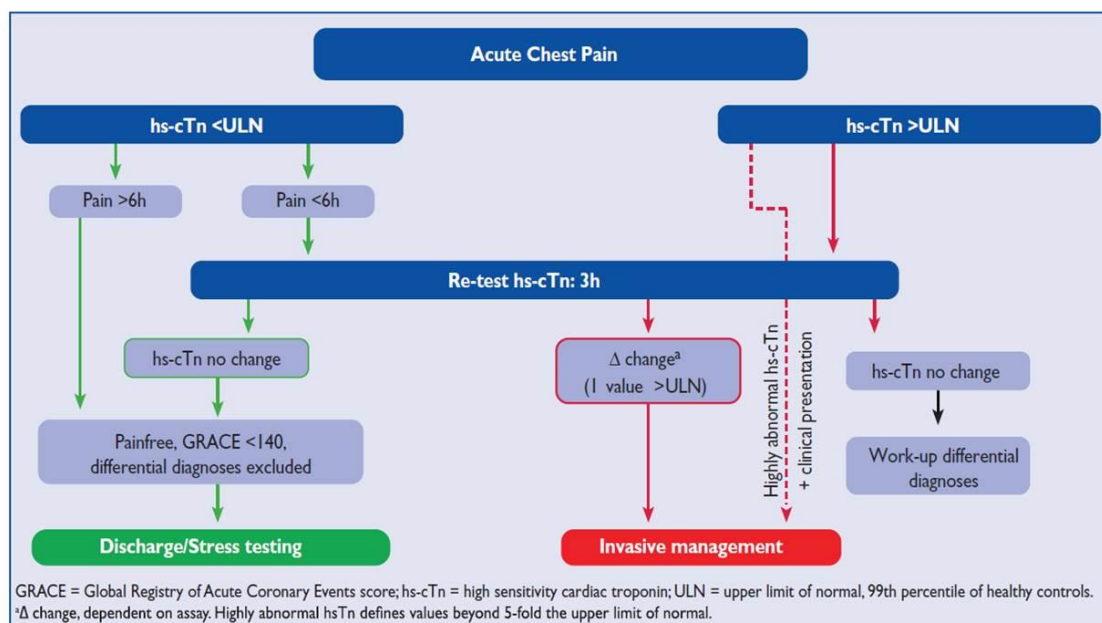 Acute Chest Pain
hs-cTn <ULN
hs-cTn >ULN
Pain >6h
Pain <6h
Re-test hs-cTn: 3h
hs-cTn no change
Δ changeᵃ
(1 value >ULN)
Highly abnormal hs-cTn
+ clinical presentation
hs-cTn no change
Painfree, GRACE <140,
differential diagnoses excluded
Work-up differential
diagnoses
Discharge/Stress testing
Invasive management
GRACE = Global Registry of Acute Coronary Events score; hs-cTn = high sensitivity cardiac troponin; ULN = upper limit of normal, 99th percentile of healthy controls.
ᵃΔ change, dependent on assay. Highly abnormal hsTn defines values beyond 5-fold the upper limit of normal.